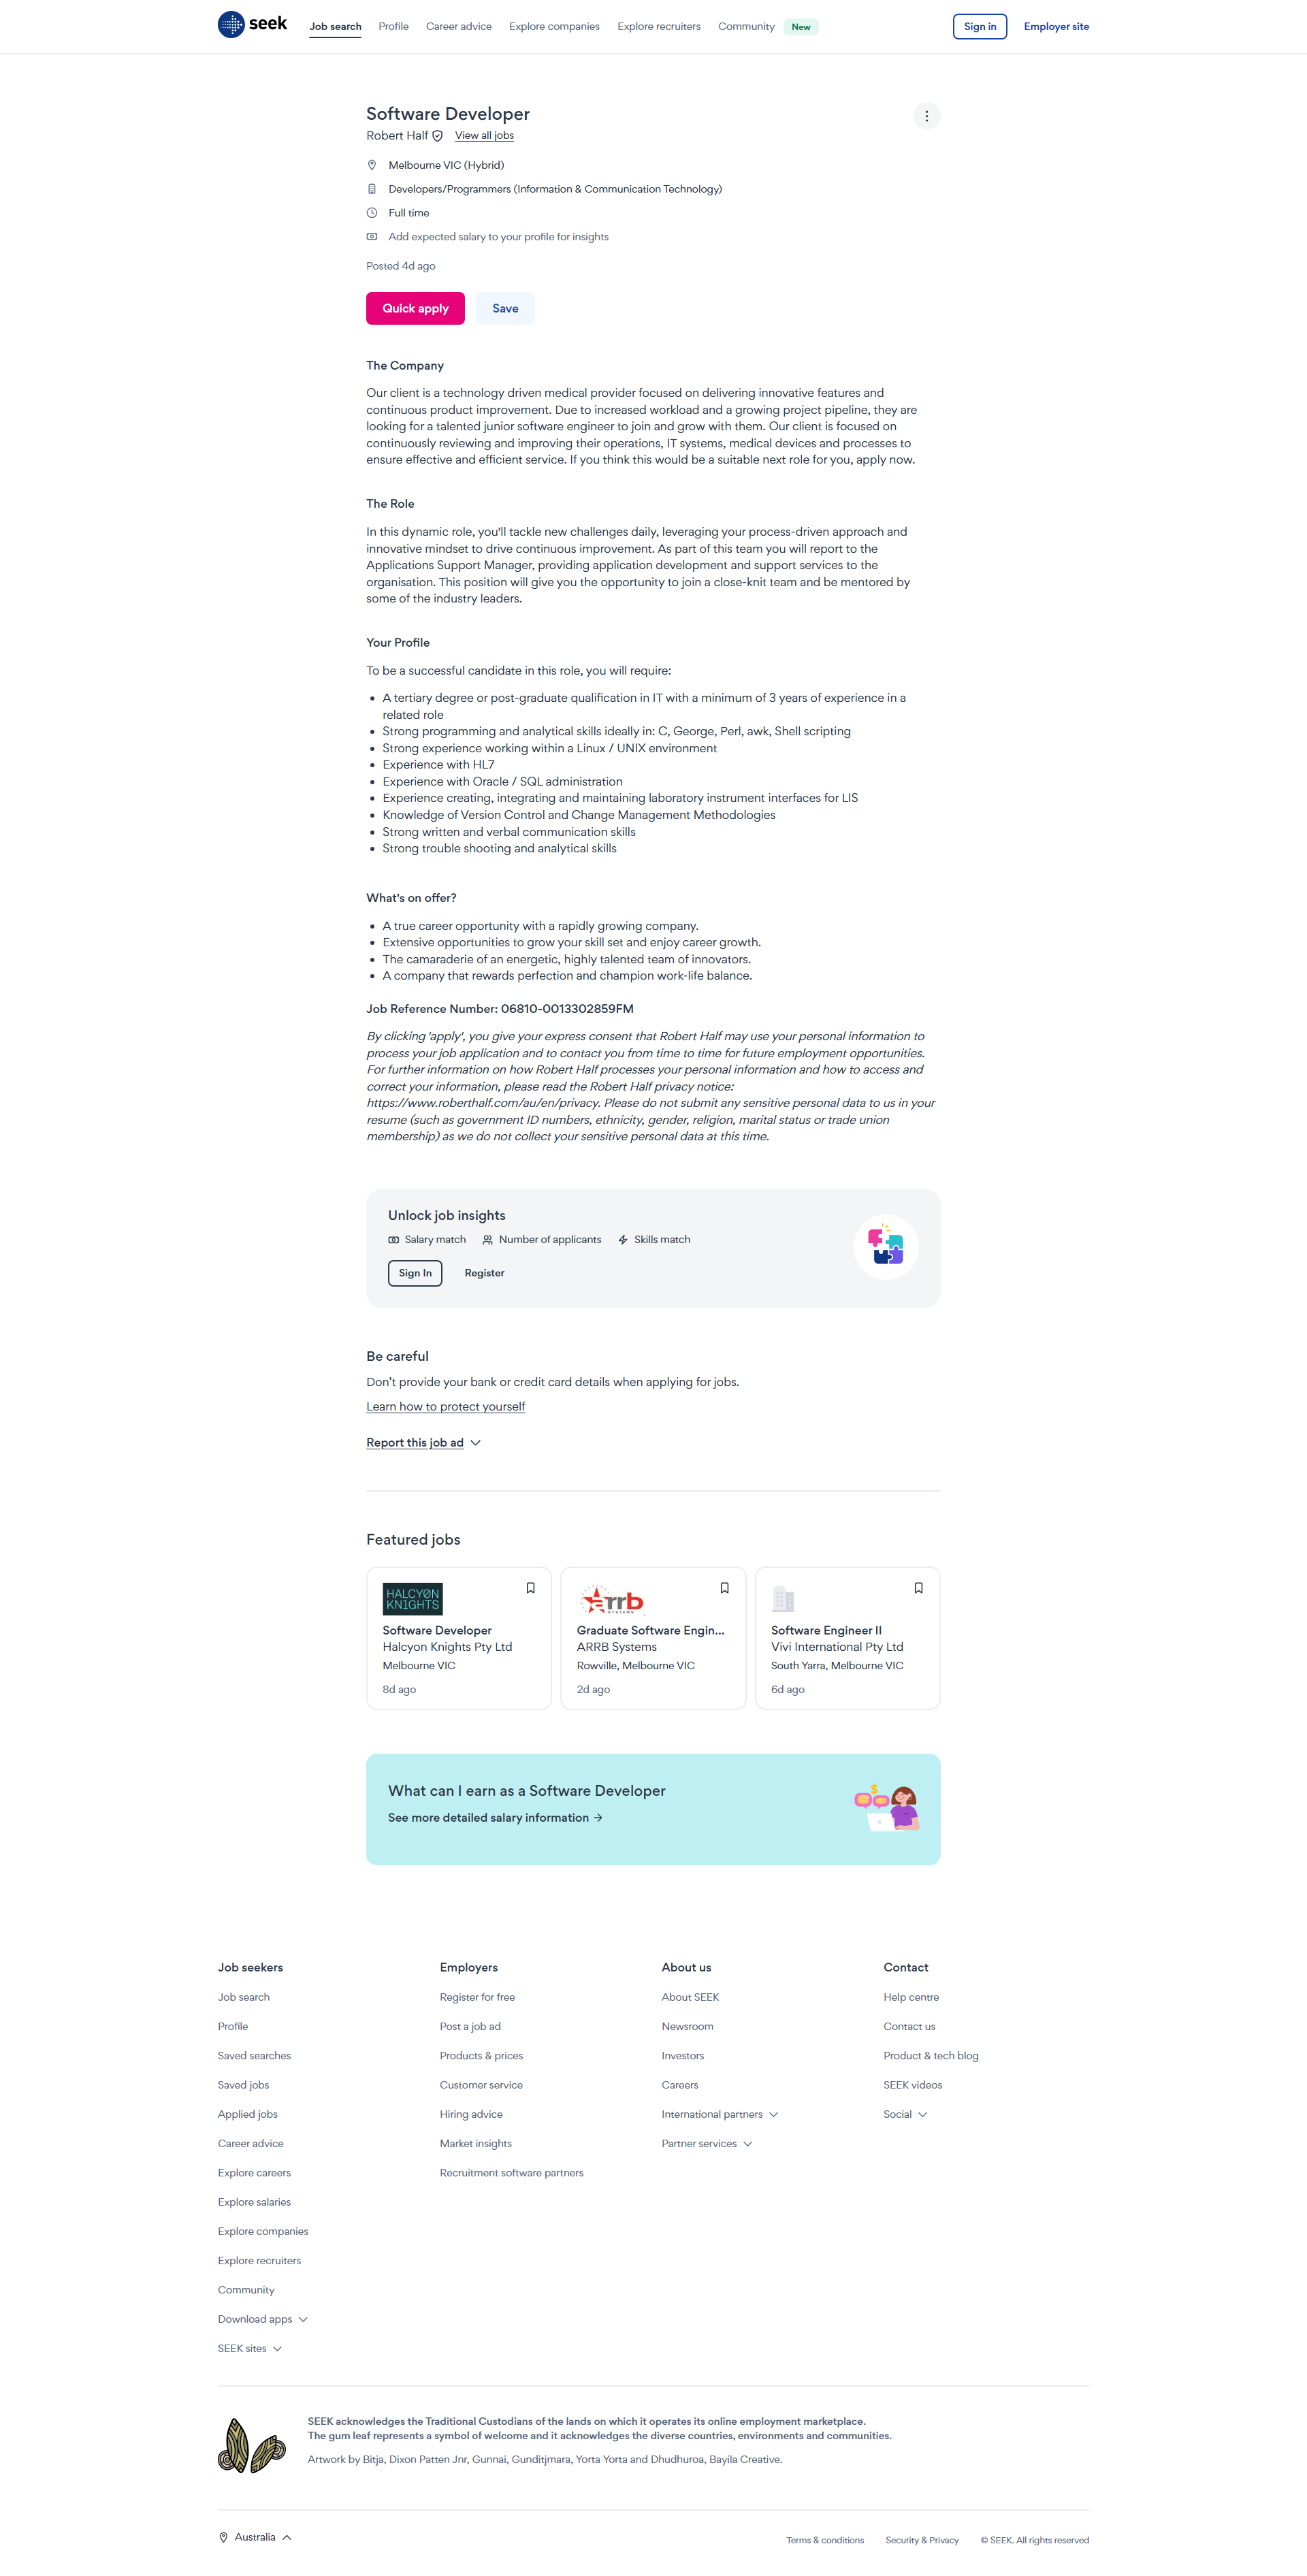 seek
Job search
Profile
Career advice
Explore companies
Explore recruiters
Community
New
Sign in
Employer site
Software Developer
Robert Half
View all jobs
Melbourne VIC (Hybrid)
Developers/Programmers (Information & Communication Technology)
Full time
Add expected salary to your profile for insights
Posted 4d ago
Quick apply
Save
The Company
Our client is a technology driven medical provider focused on delivering innovative features and
continuous product improvement. Due to increased workload and a growing project pipeline, they are
looking for a talented junior software engineer to join and grow with them. Our client is focused on
continuously reviewing and improving their operations, IT systems, medical devices and processes to
ensure effective and efficient service. If you think this would be a suitable next role for you, apply now.
The Role
In this dynamic role, you'll tackle new challenges daily, leveraging your process-driven approach and
innovative mindset to drive continuous improvement. As part of this team you will report to the
Applications Support Manager, providing application development and support services to the
organisation. This position will give you the opportunity to join a close-knit team and be mentored by
some of the industry leaders.
Your Profile
To be a successful candidate in this role, you will require:
• A tertiary degree or post-graduate qualification in IT with a minimum of 3 years of experience in a
related role
• Strong programming and analytical skills ideally in: C, George, Perl, awk, Shell scripting
• Strong experience working within a Linux / UNIX environment
• Experience with HL7
• Experience with Oracle / SQL administration
• Experience creating, integrating and maintaining laboratory instrument interfaces for LIS
• Knowledge of Version Control and Change Management Methodologies
• Strong written and verbal communication skills
• Strong trouble shooting and analytical skills
What's on offer?
• A true career opportunity with a rapidly growing company.
• Extensive opportunities to grow your skill set and enjoy career growth.
• The camaraderie of an energetic, highly talented team of innovators.
• A company that rewards perfection and champion work-life balance.
Job Reference Number: 06810-0013302859FM
By clicking 'apply', you give your express consent that Robert Half may use your personal information to
process your job application and to contact you from time to time for future employment opportunities.
For further information on how Robert Half processes your personal information and how to access and
correct your information, please read the Robert Half privacy notice:
https://www.roberthalf.com/au/en/privacy. Please do not submit any sensitive personal data to us in your
resume (such as government ID numbers, ethnicity, gender, religion, marital status or trade union
membership) as we do not collect your sensitive personal data at this time.
Unlock job insights
Salary match
Number of applicants
Skills match
Sign In
Register
Be careful
Don't provide your bank or credit card details when applying for jobs.
Learn how to protect yourself
Report this job ad
Featured jobs
HALCYØN
KN1GHTS
Software Developer
Halcyon Knights Pty Ltd
Melbourne VIC
8d ago
Arrb
SYSTEMS
Graduate Software Engin...
ARRB Systems
Rowville, Melbourne VIC
2d ago
Software Engineer II
Vivi International Pty Ltd
South Yarra, Melbourne VIC
6d ago
What can I earn as a Software Developer
See more detailed salary information →
$
Job seekers
Job search
Profile
Saved searches
Saved jobs
Applied jobs
Career advice
Explore careers
Explore salaries
Explore companies
Explore recruiters
Community
Download apps
SEEK sites
Employers
Register for free
Post a job ad
Products & prices
Customer service
Hiring advice
Market insights
Recruitment software partners
About us
About SEEK
Newsroom
Investors
Careers
International partners
Partner services
Contact
Help centre
Contact us
Product & tech blog
SEEK videos
Social
SEEK acknowledges the Traditional Custodians of the lands on which it operates its online employment marketplace.
The gum leaf represents a symbol of welcome and it acknowledges the diverse countries, environments and communities.
Artwork by Bitja, Dixon Patten Jnr, Gunnai, Gunditjmara, Yorta Yorta and Dhudhuroa, Bayila Creative.
Australia
Terms & conditions
Security & Privacy
© SEEK. All rights reserved